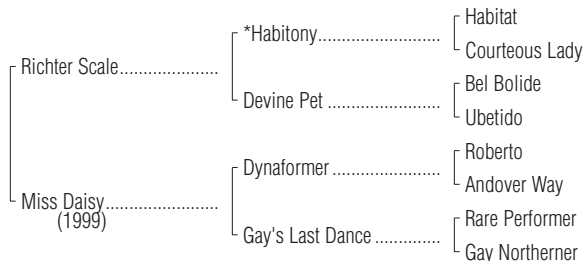 Habitat
*Habitony
Courteous Lady
Richter Scale
Bel Bolide
Devine Pet
Ubetido
Roberto
Dynaformer
Andover Way
Miss Daisy
(1999)
Rare Performer
Gay's Last Dance
Gay Northerner